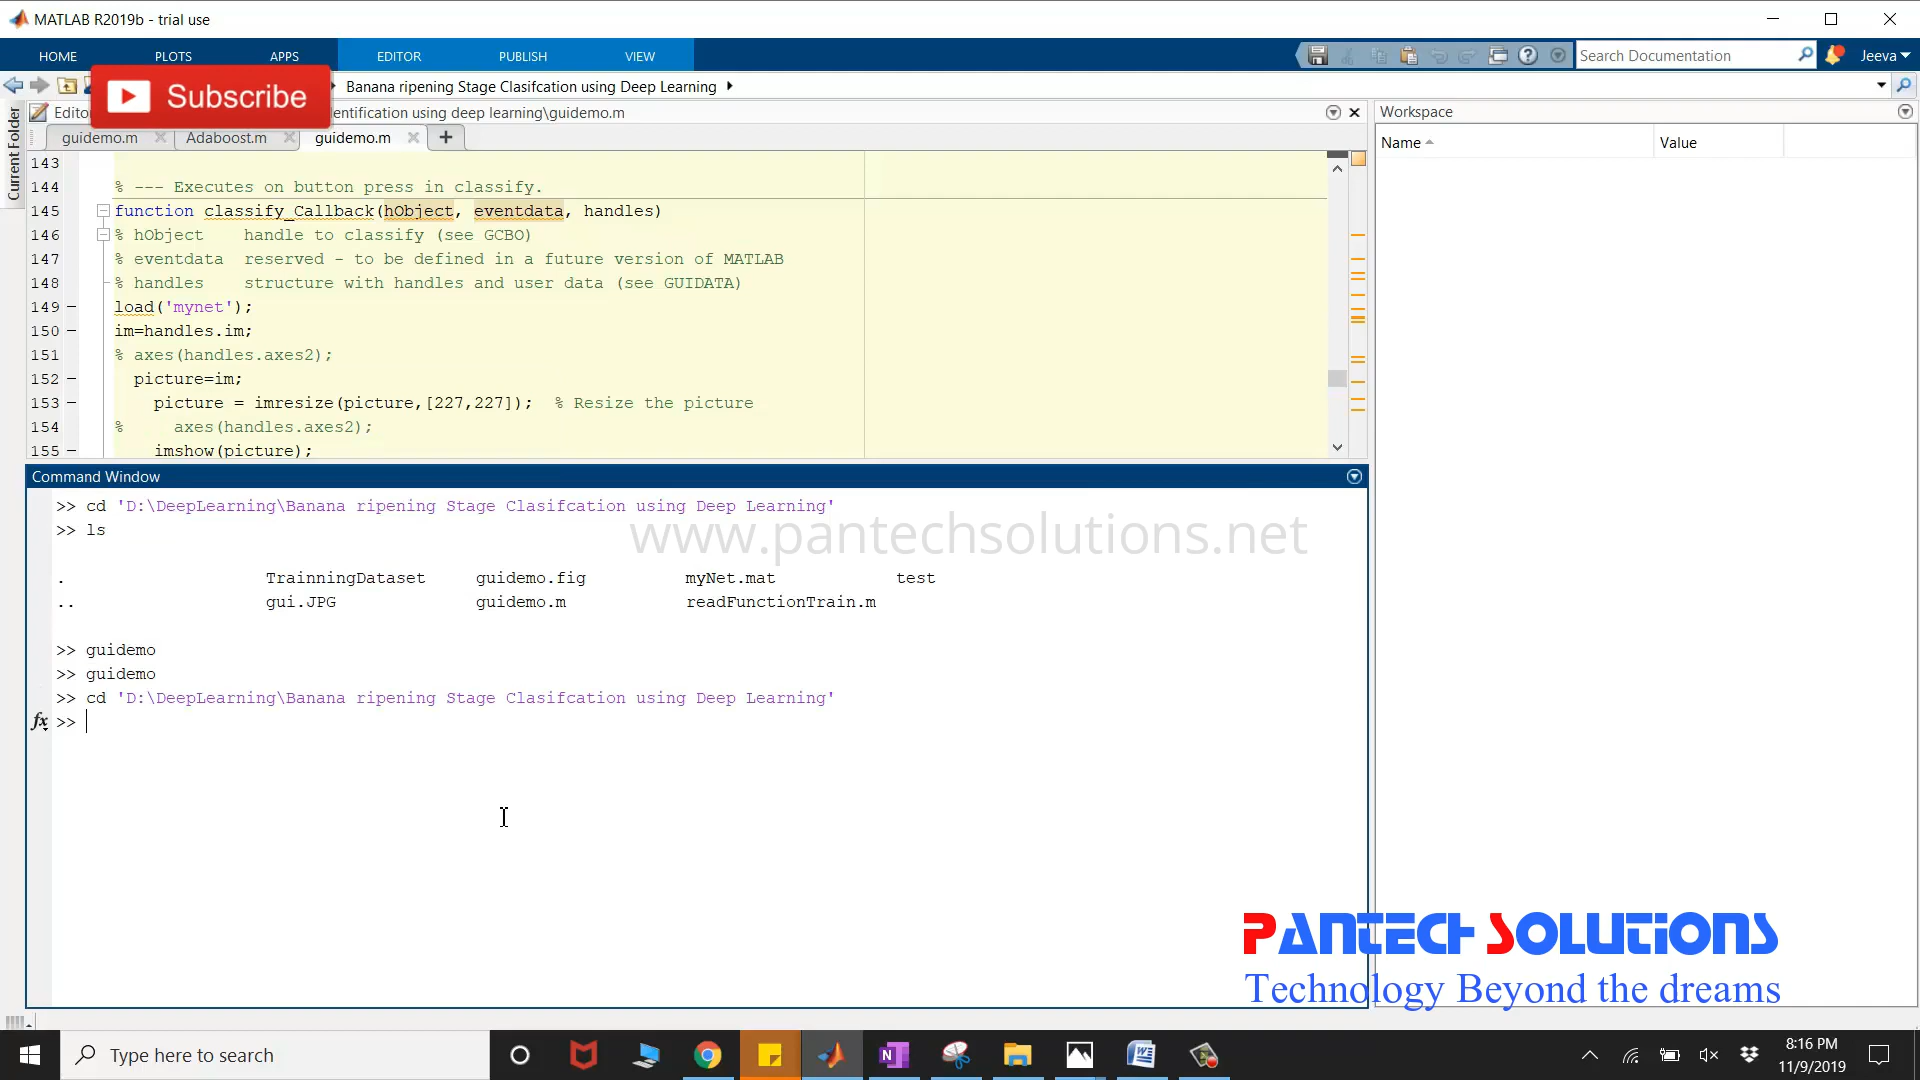 MATLAB R2019b - trial use
HOME PLOTS APPS EDITOR PUBLISH VIEW
Search Documentation
Jeeva
Subscribe
Banana ripening Stage Clasifcation using Deep Learning
Current Folder
Edito
entification using deep learning\guidemo.m
Workspace
guidemo.m Adaboost.m guidemo.m
Name Value
143
144 % --- Executes on button press in classify.
145 function classify_Callback(hObject, eventdata, handles)
146 % hObject    handle to classify (see GCBO)
147 % eventdata  reserved - to be defined in a future version of MATLAB
148 % handles    structure with handles and user data (see GUIDATA)
149 load('mynet');
150 im=handles.im;
151 % axes(handles.axes2);
152 picture=im;
153 picture = imresize(picture,[227,227]);  % Resize the picture
154 %     axes(handles.axes2);
155 imshow(picture);
Command Window
>> cd 'D:\DeepLearning\Banana ripening Stage Clasifcation using Deep Learning'
>> ls
www.pantechsolutions.net
. TrainningDataset guidemo.fig myNet.mat test
.. gui.JPG guidemo.m readFunctionTrain.m
>> guidemo
>> guidemo
>> cd 'D:\DeepLearning\Banana ripening Stage Clasifcation using Deep Learning'
fx >>
PANTECH SOLUTIONS
Technology Beyond the dreams
Type here to search
8:16 PM
11/9/2019